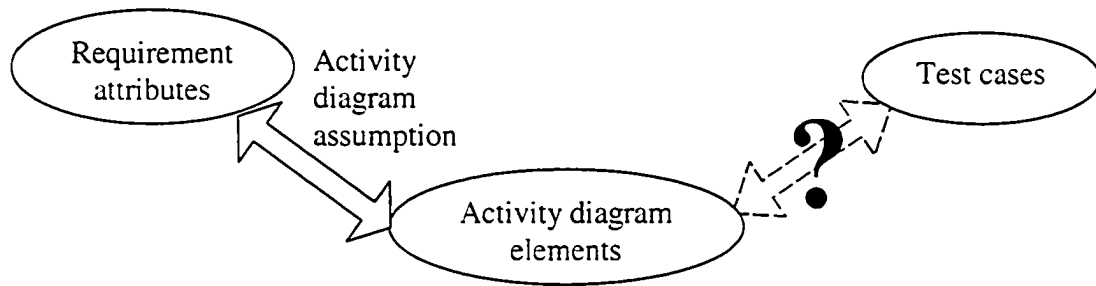 Requirement
attributes
Activity
diagram
assumption
Activity diagram
elements
?
Test cases